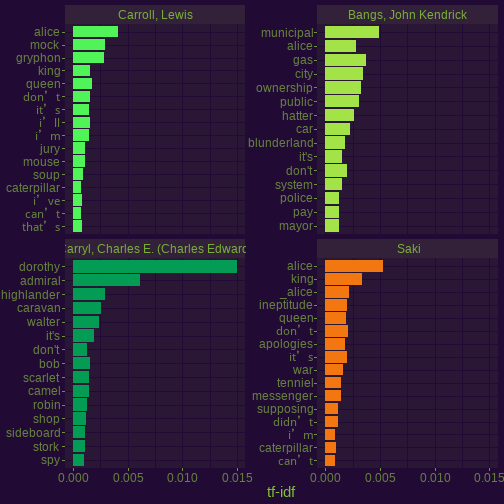 Carroll, Lewis
alice
mock
gryphon
king
queen
don’t
it’s
i’ll
i’m
jury
mouse
soup
caterpillar
i’ve
can’t
that’s
Bangs, John Kendrick
municipal
alice
gas
city
ownership
public
hatter
car
blunderland
it's
don't
system
police
pay
mayor
arryl, Charles E. (Charles Edward
dorothy
admiral
highlander
caravan
walter
it's
don't
bob
scarlet
camel
robin
shop
sideboard
stork
spy
0.000 0.005 0.010 0.015
Saki
alice
king
_alice
ineptitude
queen
don’t
apologies
it’s
war
tenniel
messenger
supposing
didn’t
i’m
caterpillar
can’t
0.000 0.005 0.010 0.015
tf-idf